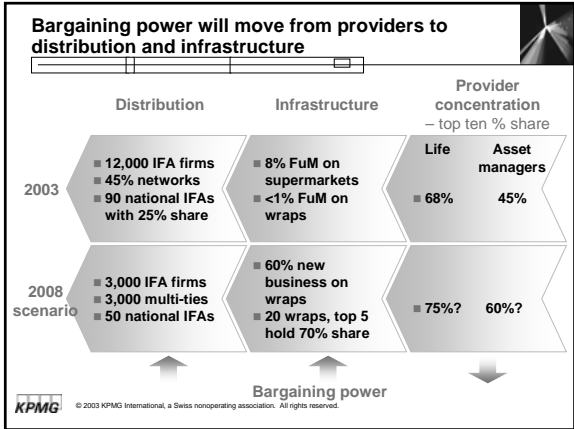 Bargaining power will move from providers to
distribution and infrastructure
Distribution
Infrastructure
Provider
concentration
– top ten % share
Life
Asset
managers
2003
12,000 IFA firms
45% networks
90 national IFAs
with 25% share
8% FuM on
supermarkets
<1% FuM on
wraps
68%
45%
2008
scenario
3,000 IFA firms
3,000 multi-ties
50 national IFAs
60% new
business on
wraps
20 wraps, top 5
hold 70% share
75%?
60%?
Bargaining power
KPMG
© 2003 KPMG International, a Swiss nonoperating association. All rights reserved.